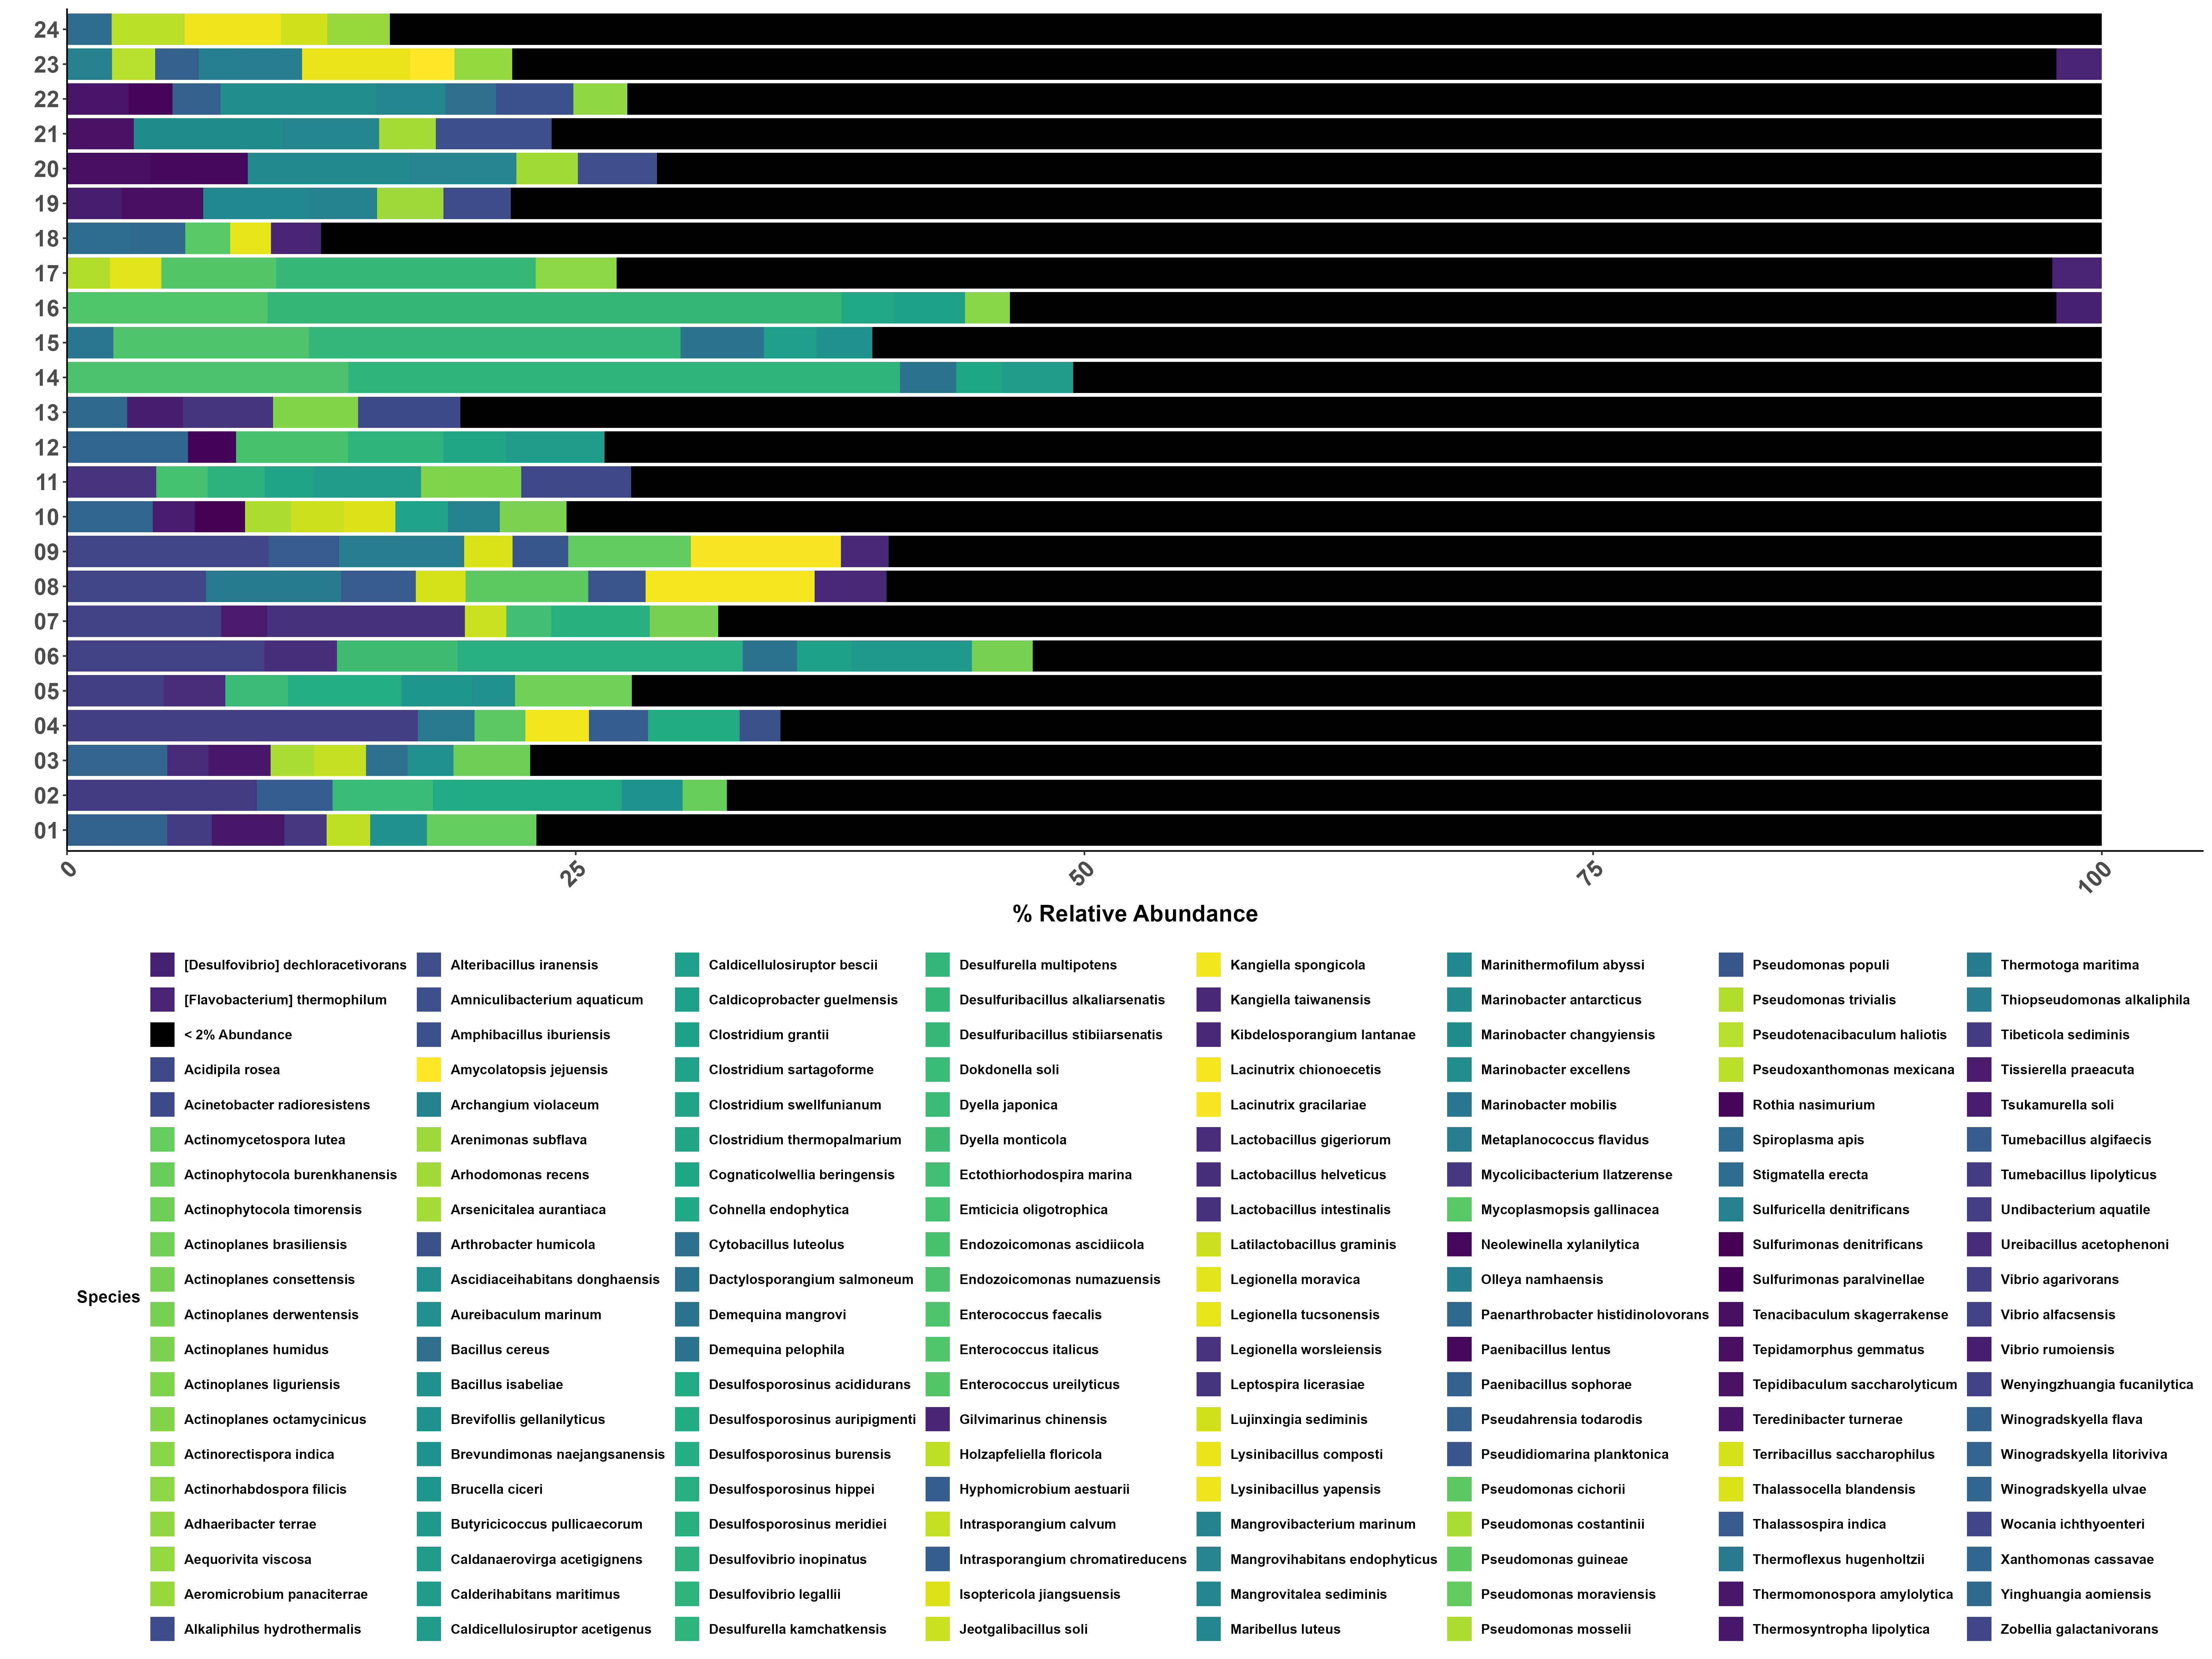 24
23
22
21
20
19
18
17
16
15
14
13
12
11
10
09
08
07
06
05
04
03
02
01
0
25
50
75
100
% Relative Abundance
Species
[Desulfovibrio] dechloracetivorans
[Flavobacterium] thermophilum
< 2% Abundance
Acidipila rosea
Acinetobacter radioresistens
Actinomycetospora lutea
Actinophytocola burenkhanensis
Actinophytocola timorensis
Actinoplanes brasiliensis
Actinoplanes consettensis
Actinoplanes derwentensis
Actinoplanes humidus
Actinoplanes liguriensis
Actinoplanes octamycinicus
Actinorectispora indica
Actinorhabdospora filicis
Adhaeribacter terrae
Aequorivita viscosa
Aeromicrobium panaciterrae
Alkaliphilus hydrothermalis
Alteribacillus iranensis
Amniculibacterium aquaticum
Amphibacillus iburiensis
Amycolatopsis jejuensis
Archangium violaceum
Arenimonas subflava
Arhodomonas recens
Arsenicitalea aurantiaca
Arthrobacter humicola
Ascidiaceihabitans donghaensis
Aureibaculum marinum
Bacillus cereus
Bacillus isabeliae
Brevifollis gellanilyticus
Brevundimonas naejangsanensis
Brucella ciceri
Butyricicoccus pullicaecorum
Caldanaerovirga acetigignens
Calderihabitans maritimus
Caldicellulosiruptor acetigenus
Caldicellulosiruptor bescii
Caldicoprobacter guelmensis
Clostridium grantii
Clostridium sartagoforme
Clostridium swellfunianum
Clostridium thermopalmarium
Cognaticolwellia beringensis
Cohnella endophytica
Cytobacillus luteolus
Dactylosporangium salmoneum
Demequina mangrovi
Demequina pelophila
Desulfosporosinus acididurans
Desulfosporosinus auripigmenti
Desulfosporosinus burensis
Desulfosporosinus hippei
Desulfosporosinus meridiei
Desulfovibrio inopinatus
Desulfovibrio legallii
Desulfurella kamchatkensis
Desulfurella multipotens
Desulfuribacillus alkaliarsenatis
Desulfuribacillus stibiiarsenatis
Dokdonella soli
Dyella japonica
Dyella monticola
Ectothiorhodospira marina
Emticicia oligotrophica
Endozoicomonas ascidiicola
Endozoicomonas numazuensis
Enterococcus faecalis
Enterococcus italicus
Enterococcus ureilyticus
Gilvimarinus chinensis
Holzapfeliella floricola
Hyphomicrobium aestuarii
Intrasporangium calvum
Intrasporangium chromatireducens
Isoptericola jiangsuensis
Jeotgalibacillus soli
Kangiella spongicola
Kangiella taiwanensis
Kibdelosporangium lantanae
Lacinutrix chionoecetis
Lacinutrix gracilariae
Lactobacillus gigeriorum
Lactobacillus helveticus
Lactobacillus intestinalis
Latilactobacillus graminis
Legionella moravica
Legionella tucsonensis
Legionella worsleiensis
Leptospira licerasiae
Lujinxingia sediminis
Lysinibacillus composti
Lysinibacillus yapensis
Mangrovibacterium marinum
Mangrovihabitans endophyticus
Mangrovitalea sediminis
Maribellus luteus
Marinithermofilum abyssi
Marinobacter antarcticus
Marinobacter changyiensis
Marinobacter excellens
Marinobacter mobilis
Metaplanococcus flavidus
Mycolicibacterium llatzerense
Mycoplasmopsis gallinacea
Neolewinella xylanilytica
Olleya namhaensis
Paenarthrobacter histidinolovorans
Paenibacillus lentus
Paenibacillus sophorae
Pseudahrensia todarodis
Pseudidiomarina planktonica
Pseudomonas cichorii
Pseudomonas costantinii
Pseudomonas guineae
Pseudomonas moraviensis
Pseudomonas mosselii
Pseudomonas populi
Pseudomonas trivialis
Pseudotenacibaculum haliotis
Pseudoxanthomonas mexicana
Rothia nasimurium
Spiroplasma apis
Stigmatella erecta
Sulfuricella denitrificans
Sulfurimonas denitrificans
Sulfurimonas paralvinellae
Tenacibaculum skagerrakense
Tepidamorphus gemmatus
Tepidibaculum saccharolyticum
Teredinibacter turnerae
Terribacillus saccharophilus
Thalassocella blandensis
Thalassospira indica
Thermoflexus hugenholtzii
Thermomonospora amylolytica
Thermosyntropha lipolytica
Thermotoga maritima
Thiopseudomonas alkaliphila
Tibeticola sediminis
Tissierella praeacuta
Tsukamurella soli
Tumebacillus algifaecis
Tumebacillus lipolyticus
Undibacterium aquatile
Ureibacillus acetophenoni
Vibrio agarivorans
Vibrio alfacsensis
Vibrio rumoiensis
Wenyingzhuangia fucanilytica
Winogradskyella flava
Winogradskyella litoriviva
Winogradskyella ulvae
Wocania ichthyoenteri
Xanthomonas cassavae
Yinghuangia aomiensis
Zobellia galactanivorans